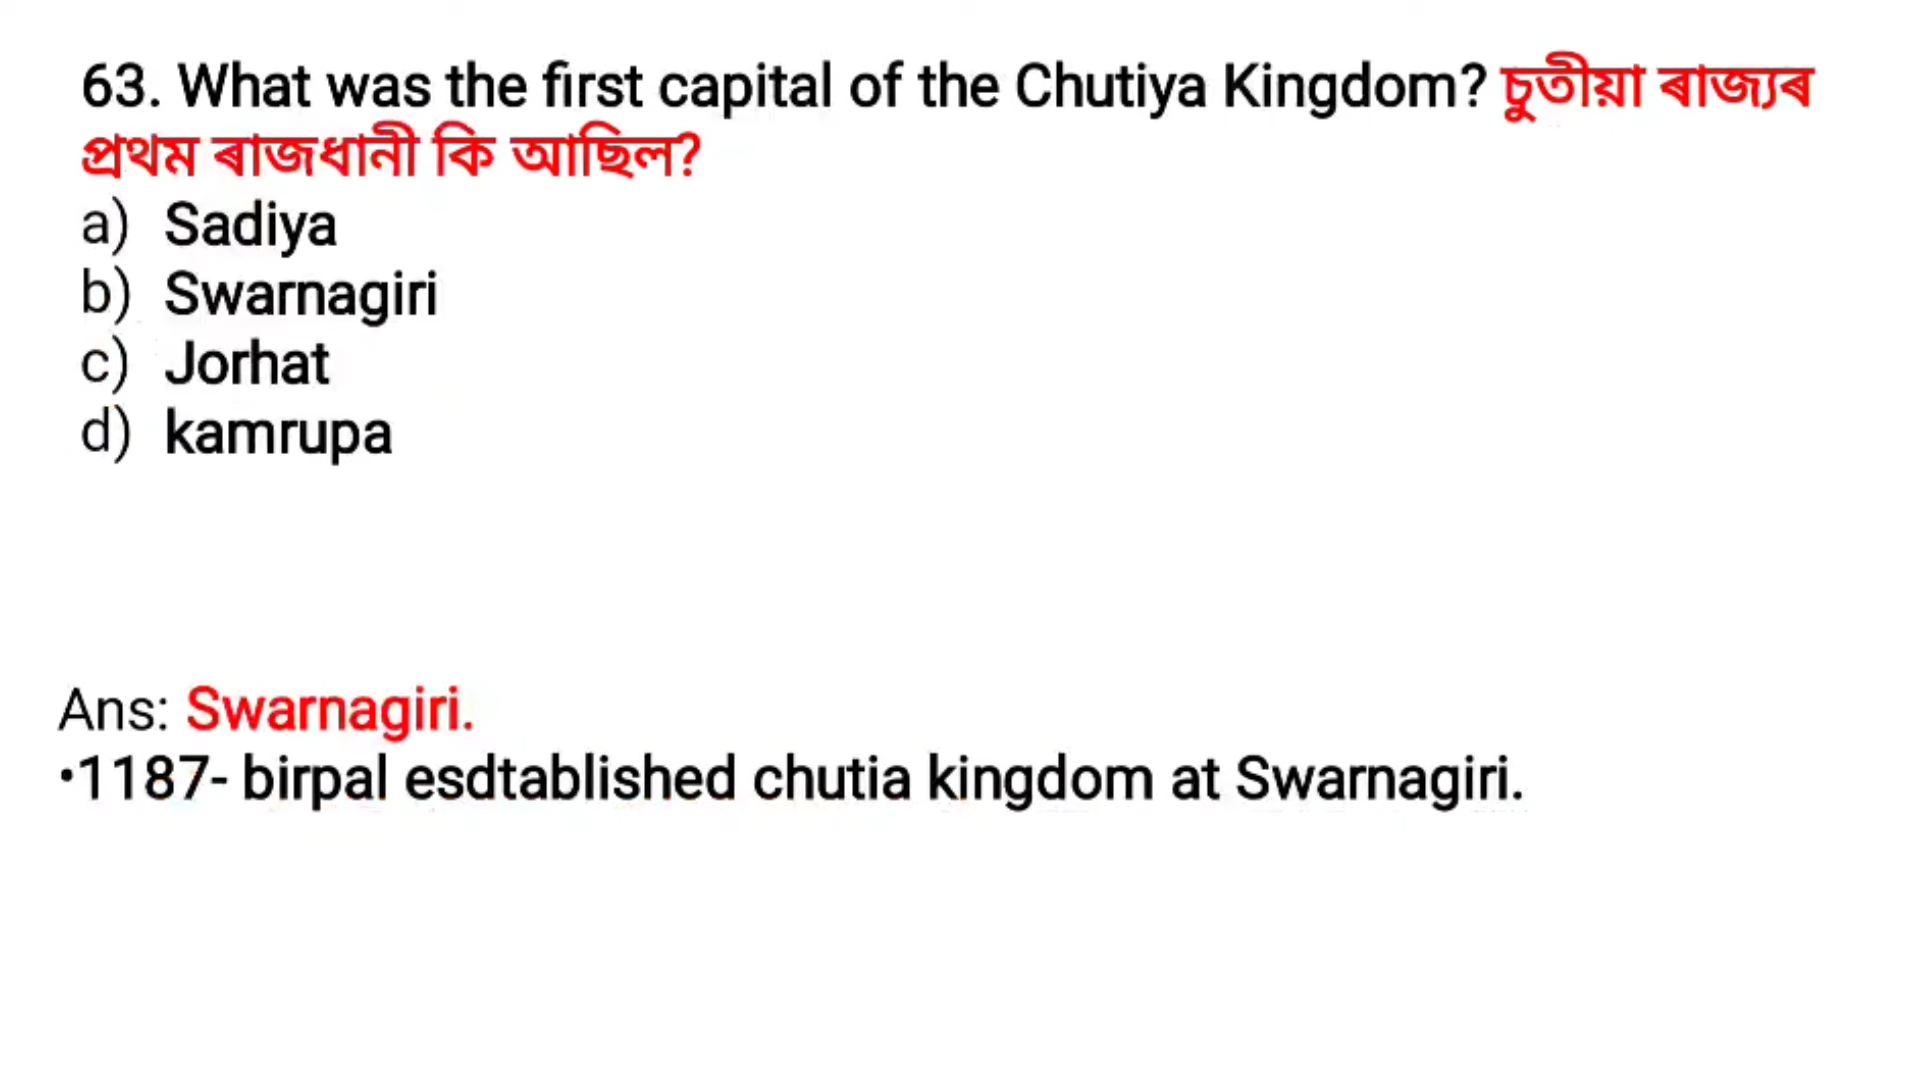 63. What was the first capital of the Chutiya Kingdom? চুতীয়া ৰাজ্যৰ
প্ৰথম ৰাজধানী কি আছিল?
a) Sadiya
b) Swarnagiri
c) Jorhat
d) kamrupa
Ans: Swarnagiri.
•1187- birpal esdtablished chutia kingdom at Swarnagiri.